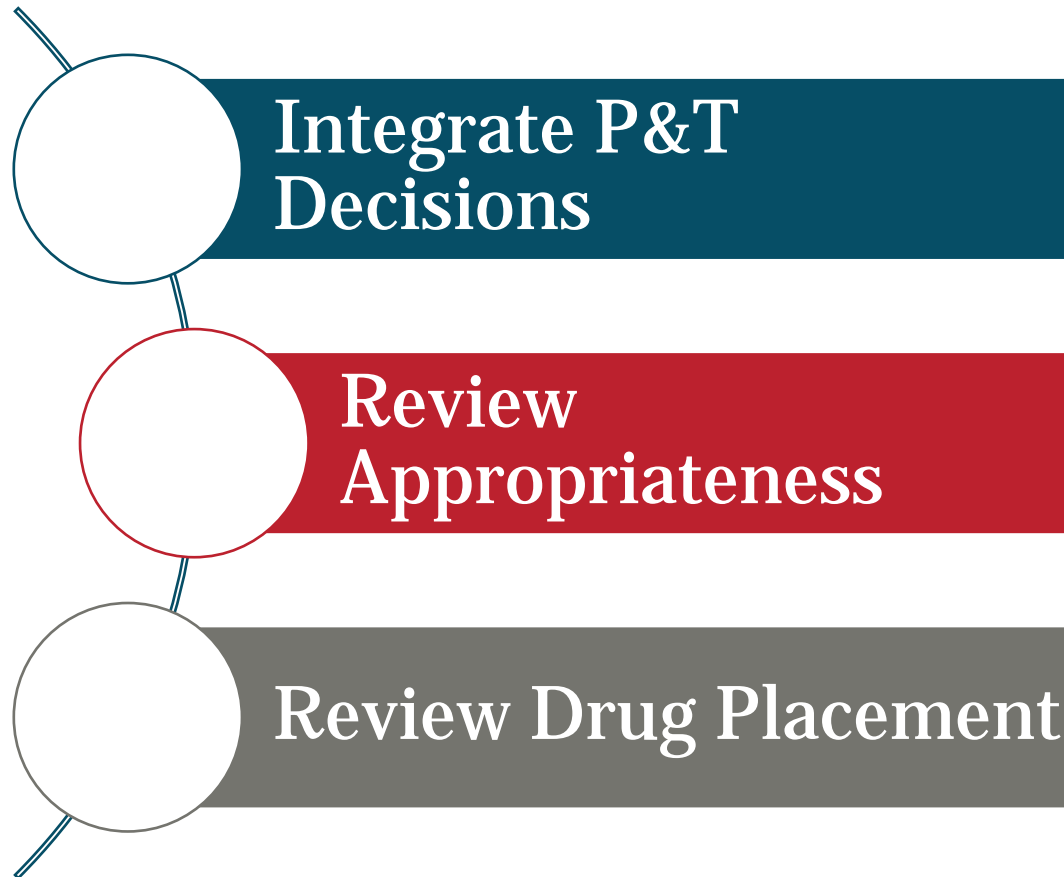 Integrate P&T
Decisions
Review
Appropriateness
Review Drug Placement